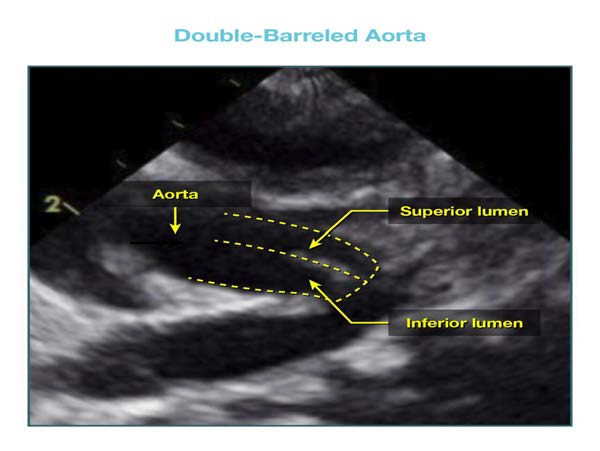 Double-Barreled Aorta
Aorta
2
Superior lumen
Inferior lumen